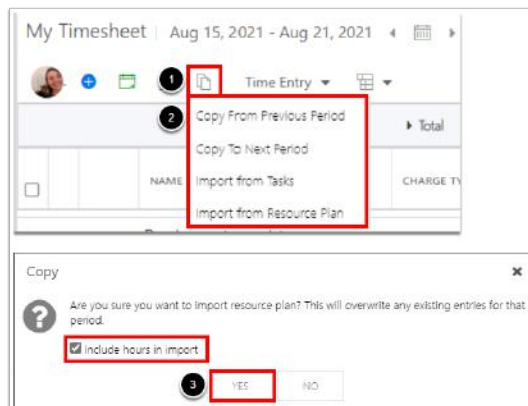 My Timesheet Aug 15, 2021 - Aug 21, 2021
1 Time Entry
2 Copy From Previous Period
Copy To Next Period
Import from Tasks
Import from Resource Plan
Total
NAME CHARGE TY
Copy
Are you sure you want to import resource plan? This will overwrite any existing entries for that
period.
Include hours in import
3 YES NO